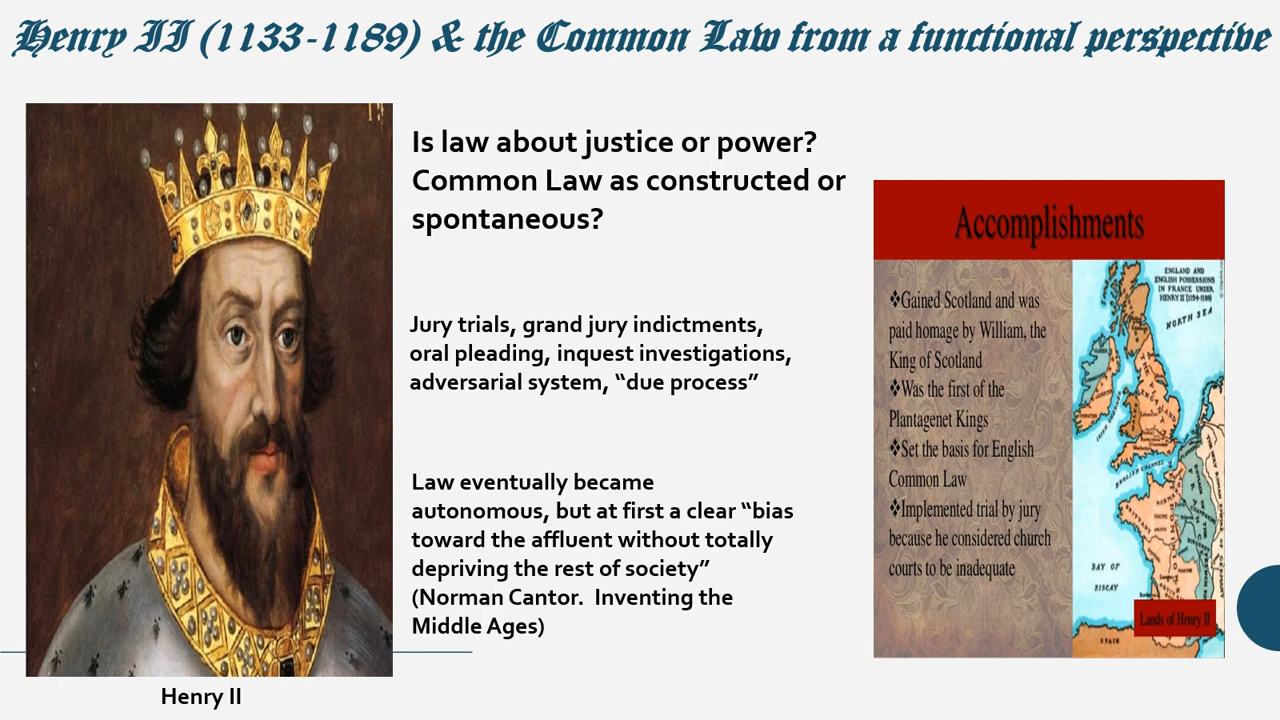 Henry II (1133-1189) & the Common Law from a functional perspective
Is law about justice or power?
Common Law as constructed or
spontaneous?
Jury trials, grand jury indictments,
oral pleading, inquest investigations,
adversarial system, “due process”
Law eventually became
autonomous, but at first a clear “bias
toward the affluent without totally
depriving the rest of society”
(Norman Cantor.  Inventing the
Middle Ages)
Henry II
Accomplishments
❖Gained Scotland and was
paid homage by William, the
King of Scotland
❖Was the first of the
Plantagenet Kings
❖Set the basis for English
Common Law
❖Implemented trial by jury
because he considered church
courts to be inadequate
ENGLAND AND
ENGLISH POSSESSIONS
IN FRANCE UNDER
HENRY II (1154-1189)
NORTH SEA
ENGLISH CHANNEL
BAY OF
BISCAY
SPAIN
Lands of Henry II